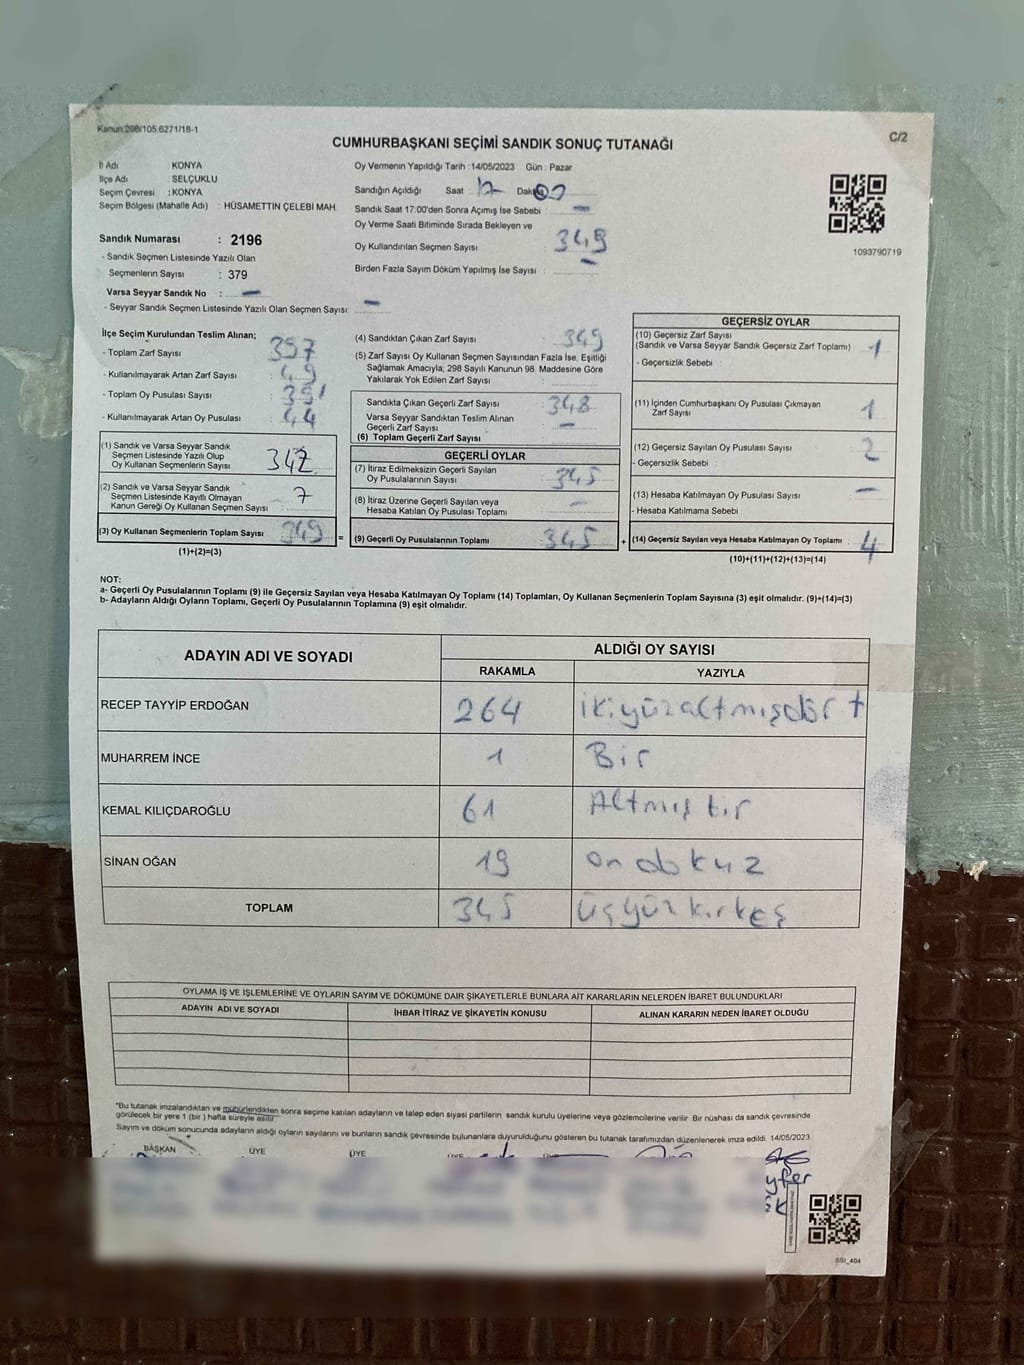 Kanun:298/105,6271/18-1
C/2
CUMHURBAŞKANI SEÇİMİ SANDIK SONUÇ TUTANAĞI
İl Adı KONYA
İlçe Adı : SELÇUKLU
Seçim Çevresi : KONYA
Seçim Bölgesi (Mahalle Adı) : HÜSAMETTİN ÇELEBİ MAH.
Sandık Numarası : 2196
- Sandık Seçmen Listesinde Yazılı Olan
Seçmenlerin Sayısı : 379
Varsa Seyyar Sandık No : -
- Seyyar Sandık Seçmen Listesinde Yazılı Olan Seçmen Sayısı: -
Oy Vermenin Yapıldığı Tarih :14/05/2023 Gün : Pazar
Sandığın Açıldığı Saat 17 Dakika
Sandık Saat 17:00'den Sonra Açımış İse Sebebi : -
Oy Verme Saati Bitiminde Sırada Bekleyen ve
Oy Kullandırılan Seçmen Sayısı : 349
Birden Fazla Sayım Döküm Yapılmış İse Sayısı : -
1093790719
İlçe Seçim Kurulundan Teslim Alınan;
- Toplam Zarf Sayısı 397
- Kullanılmayarak Artan Zarf Sayısı : 49
- Toplam Oy Pusulası Sayısı : 391
- Kullanılmayarak Artan Oy Pusulası : 44
(1) Sandık ve Varsa Seyyar Sandık
Seçmen Listesinde Yazılı Olup
Oy Kullanan Seçmenlerin Sayısı 342
(2) Sandık ve Varsa Seyyar Sandık
Seçmen Listesinde Kayıtlı Olmayan
Kanun Gereği Oy Kullanan Seçmen Sayısı : 7
(3) Oy Kullanan Seçmenlerin Toplam Sayısı 349
(1)+(2)=(3)
=
(4) Sandıktan Çıkan Zarf Sayısı : 349
(5) Zarf Sayısı Oy Kullanan Seçmen Sayısından Fazla İse, Eşitliği
Sağlamak Amacıyla; 298 Sayılı Kanunun 98. Maddesine Göre
Yakılarak Yok Edilen Zarf Sayısı :
Sandıkta Çıkan Geçerli Zarf Sayısı : 348
Varsa Seyyar Sandıktan Teslim Alınan
Geçerli Zarf Sayısı : -
(6) Toplam Geçerli Zarf Sayısı
GEÇERLİ OYLAR
(7) İtiraz Edilmeksizin Geçerli Sayılan
Oy Pusulalarının Sayısı : 345
(8) İtiraz Üzerine Geçerli Sayılan veya
Hesaba Katılan Oy Pusulası Toplamı : -
(9) Geçerli Oy Pusulalarının Toplamı : 345
+
GEÇERSİZ OYLAR
(10) Geçersiz Zarf Sayısı
(Sandık ve Varsa Seyyar Sandık Geçersiz Zarf Toplamı) : 1
- Geçersizlik Sebebi :
(11) İçinden Cumhurbaşkanı Oy Pusulası Çıkmayan
Zarf Sayısı : 1
(12) Geçersiz Sayılan Oy Pusulası Sayısı : 2
- Geçersizlik Sebebi :
(13) Hesaba Katılmayan Oy Pusulası Sayısı : -
- Hesaba Katılmama Sebebi :
(14) Geçersiz Sayılan veya Hesaba Katılmayan Oy Toplamı : 4
(10)+(11)+(12)+(13)=(14)
NOT:
a- Geçerli Oy Pusulalarının Toplamı (9) ile Geçersiz Sayılan veya Hesaba Katılmayan Oy Toplamı (14) Toplamları, Oy Kullanan Seçmenlerin Toplam Sayısına (3) eşit olmalıdır. (9)+(14)=(3)
b- Adayların Aldığı Oyların Toplamı, Geçerli Oy Pusulalarının Toplamına (9) eşit olmalıdır.
ADAYIN ADI VE SOYADI
ALDIĞI OY SAYISI
RAKAMLA YAZIYLA
RECEP TAYYİP ERDOĞAN 264 ikiyüzaltmışdört
MUHARREM İNCE 1 Bir
KEMAL KILIÇDAROĞLU 61 Altmış bir
SİNAN OĞAN 19 on dokuz
TOPLAM 345 üçyüzkırkeş
OYLAMA İŞ VE İŞLEMLERİNE VE OYLARIN SAYIM VE DÖKÜMÜNE DAİR ŞİKAYETLERLE BUNLARA AİT KARARLARIN NELERDEN İBARET BULUNDUKLARI
ADAYIN ADI VE SOYADI İHBAR İTİRAZ VE ŞİKAYETİN KONUSU ALINAN KARARIN NEDEN İBARET OLDUĞU
*Bu tutanak imzalandıktan ve mühürlendikten sonra seçime katılan adayların ve talep eden siyasi partilerin sandık kurulu üyelerine veya gözlemcilerine verilir. Bir nüshası da sandık çevresinde
görülecek bir yere 1 (bir) hafta süreyle asılır.
Sayım ve döküm sonucunda adayların aldığı oyların sayılarını ve bunların sandık çevresinde bulunanlara duyurulduğunu gösteren bu tutanak tarafımızdan düzenlenerek imza edildi. 14/05/2023
BAŞKAN ÜYE ÜYE ÜYE